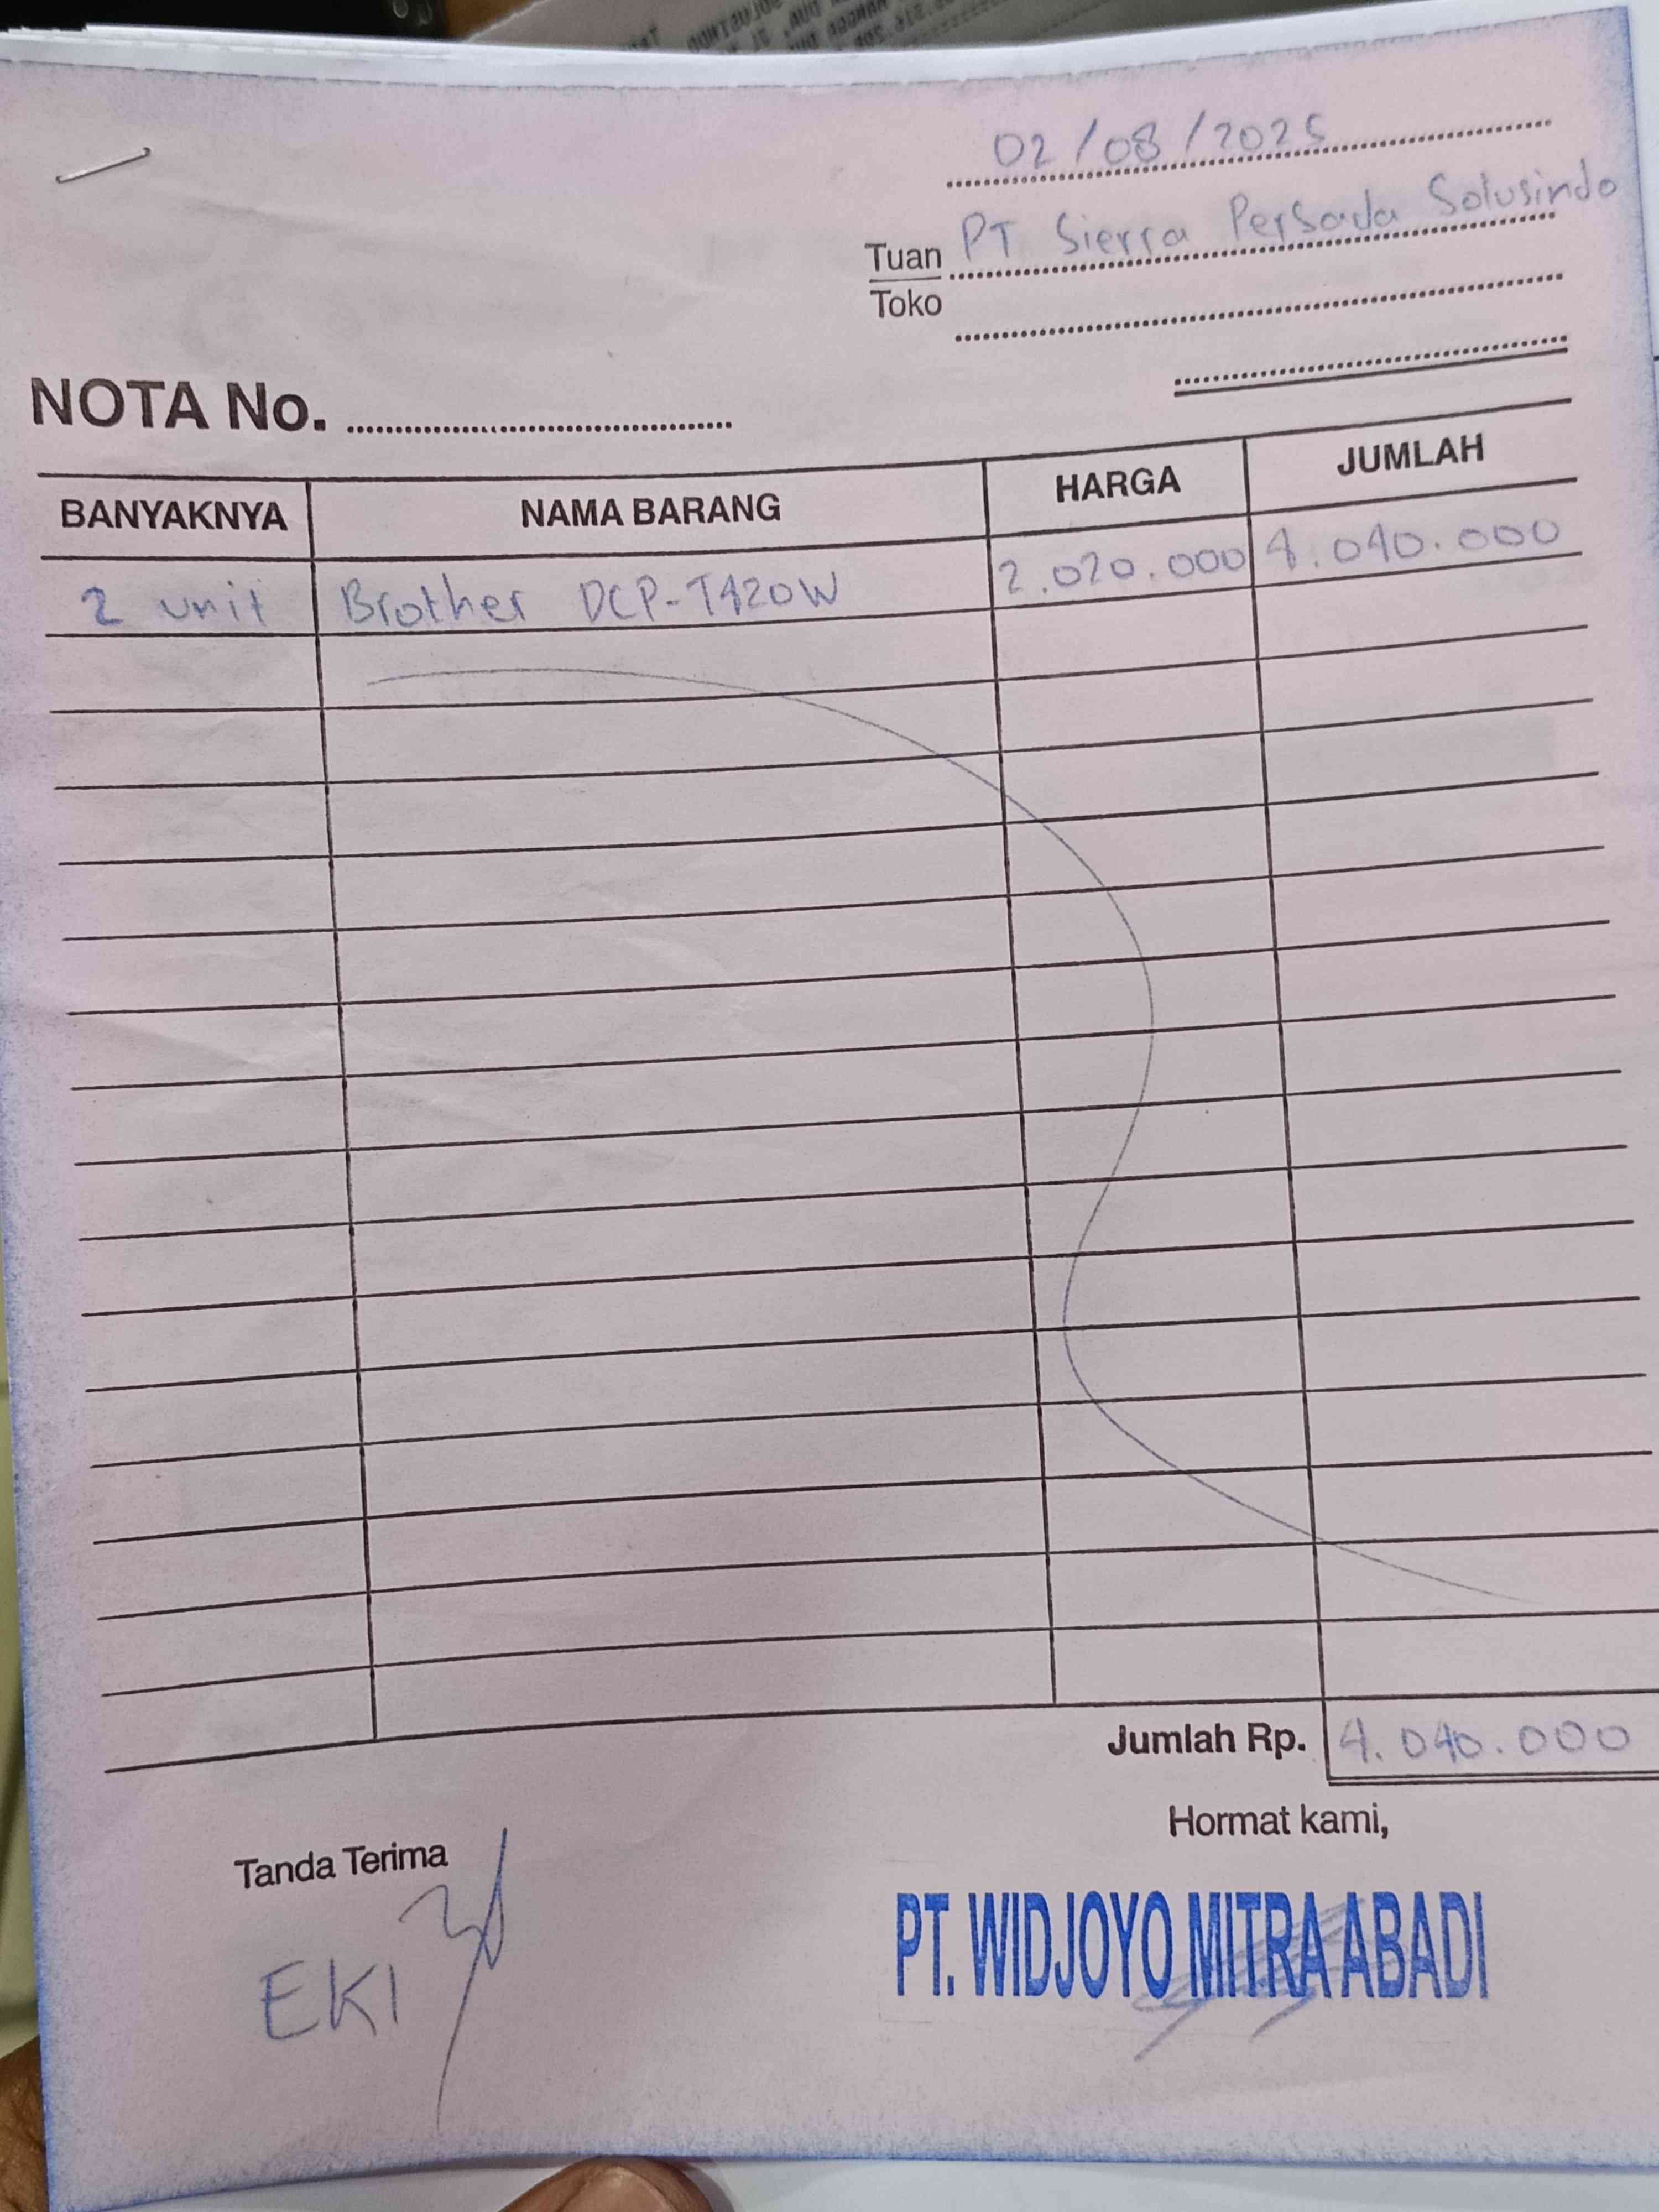 02/08/2025
Tuan PT Sierra Persada Solusindo
Toko
NOTA No.
BANYAKNYA NAMA BARANG HARGA JUMLAH
2 unit Brother DCP-T420W 2.020.000 4.040.000
Jumlah Rp. 4.040.000
Tanda Terima Hormat kami,
EKI PT. WIDJOYO MITRA ABADI